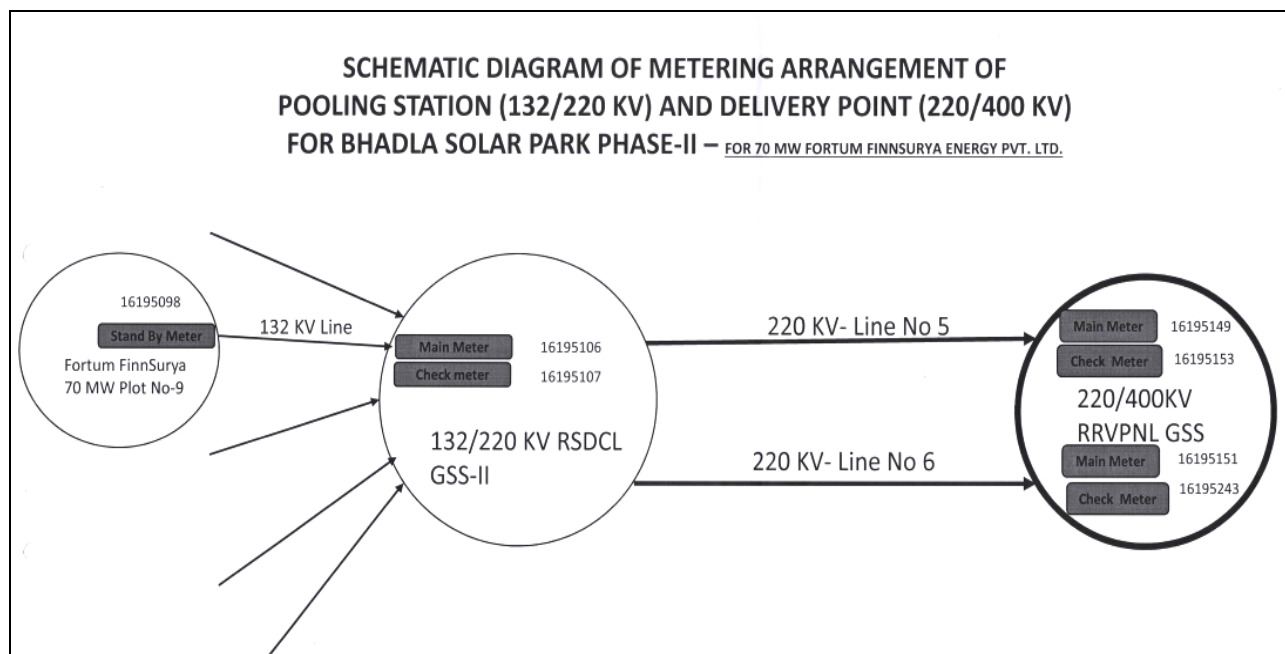 SCHEMATIC DIAGRAM OF METERING ARRANGEMENT OF
POOLING STATION (132/220 KV) AND DELIVERY POINT (220/400 KV)
FOR BHADLA SOLAR PARK PHASE-II – FOR 70 MW FORTUM FINNSURYA ENERGY PVT. LTD.
16195098
Stand By Meter
Fortum FinnSurya
70 MW Plot No-9
132 KV Line
Main Meter 16195106
Check meter 16195107
132/220 KV RSDCL
GSS-II
220 KV- Line No 5
220 KV- Line No 6
Main Meter 16195149
Check Meter 16195153
220/400KV
RRVPNL GSS
Main Meter 16195151
Check Meter 16195243